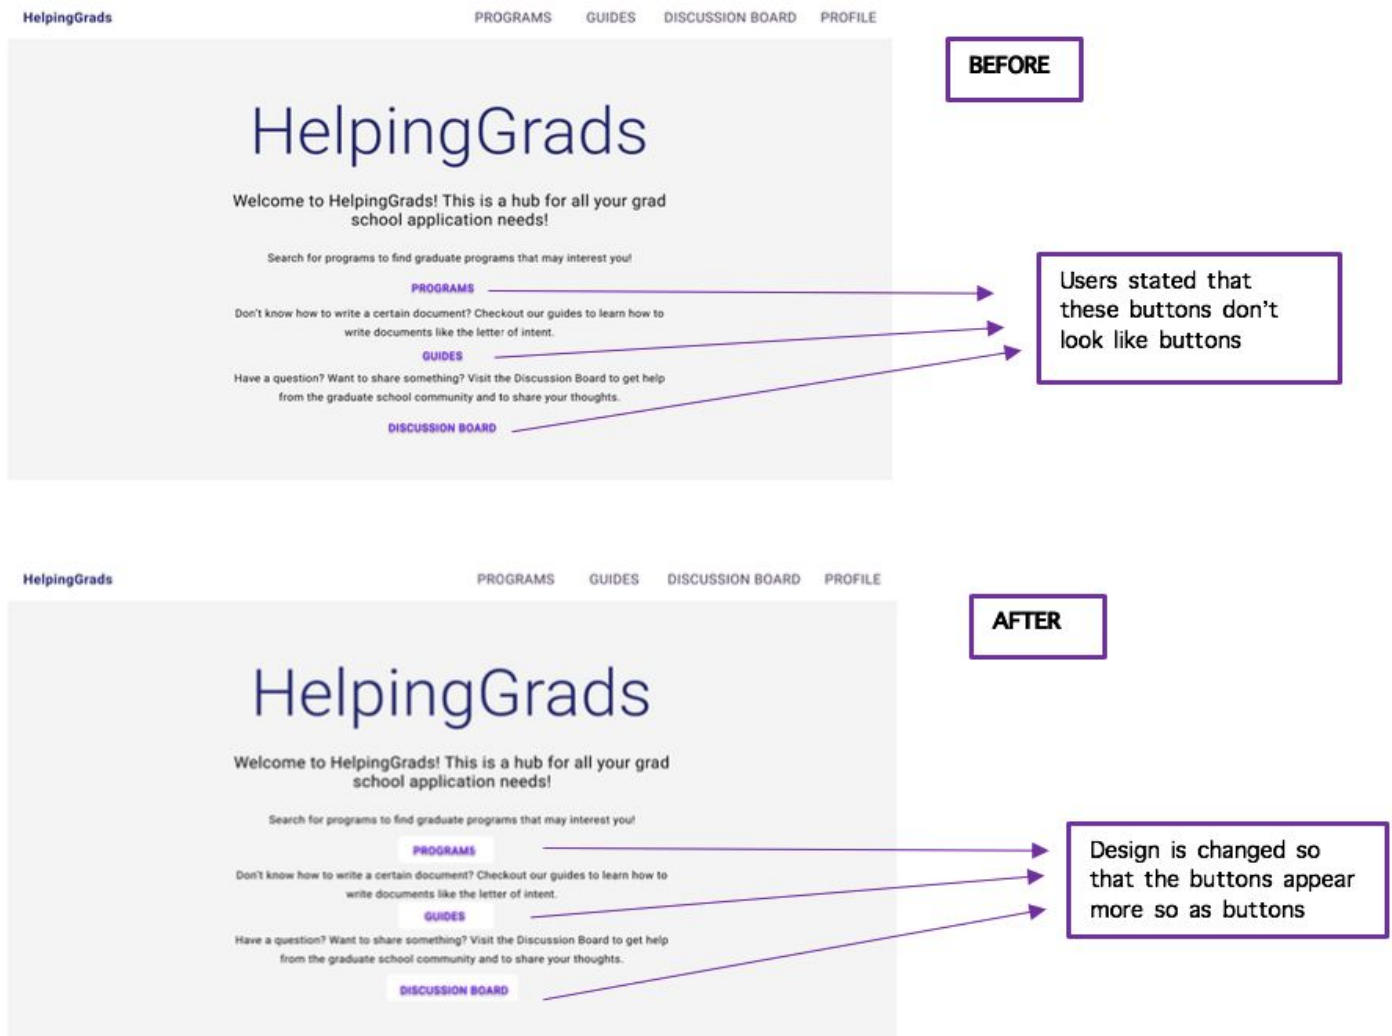 HelpingGrads PROGRAMS GUIDES DISCUSSION BOARD PROFILE
BEFORE
HelpingGrads
Welcome to HelpingGrads! This is a hub for all your grad
school application needs!
Search for programs to find graduate programs that may interest you!
PROGRAMS
Don't know how to write a certain document? Checkout our guides to learn how to
write documents like the letter of intent.
GUIDES
Have a question? Want to share something? Visit the Discussion Board to get help
from the graduate school community and to share your thoughts.
DISCUSSION BOARD
Users stated that
these buttons don't
look like buttons
HelpingGrads PROGRAMS GUIDES DISCUSSION BOARD PROFILE
AFTER
HelpingGrads
Welcome to HelpingGrads! This is a hub for all your grad
school application needs!
Search for programs to find graduate programs that may interest you!
PROGRAMS
Don't know how to write a certain document? Checkout our guides to learn how to
write documents like the letter of intent.
GUIDES
Have a question? Want to share something? Visit the Discussion Board to get help
from the graduate school community and to share your thoughts.
DISCUSSION BOARD
Design is changed so
that the buttons appear
more so as buttons